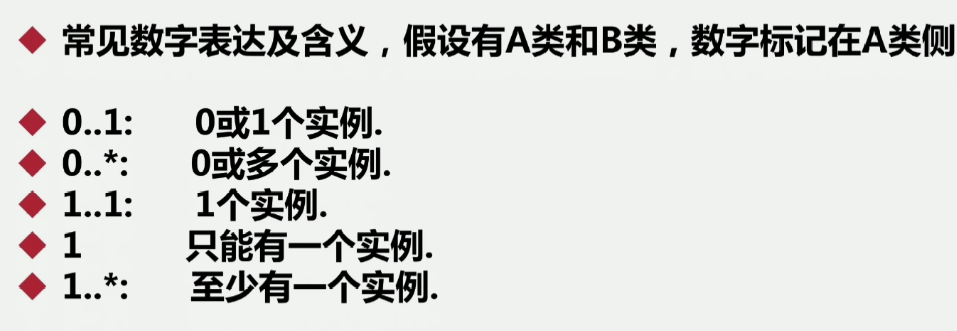 常见数字表达及含义，假设有A类和B类，数字标记在A类侧
0..1: 0或1个实例.
0..*: 0或多个实例.
1..1: 1个实例.
1 只能有一个实例.
1..*: 至少有一个实例.